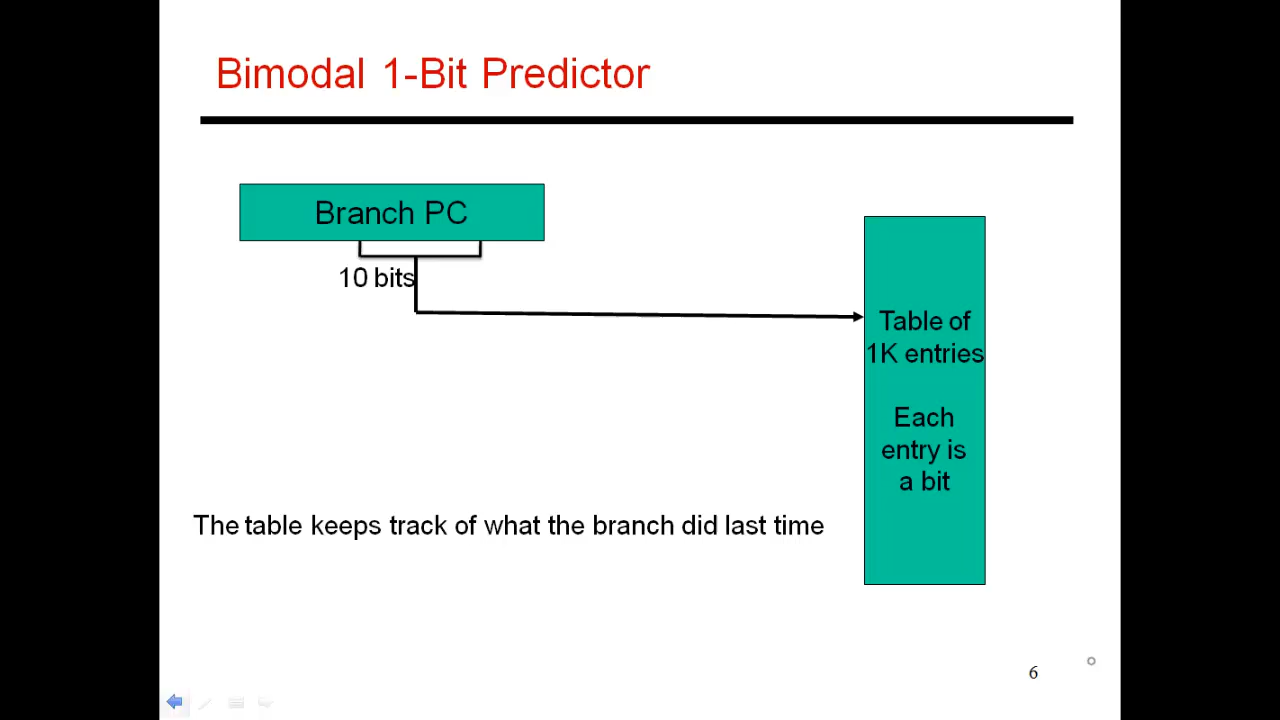 Bimodal 1-Bit Predictor
Branch PC
10 bits
Table of
1K entries
Each
entry is
a bit
The table keeps track of what the branch did last time
6